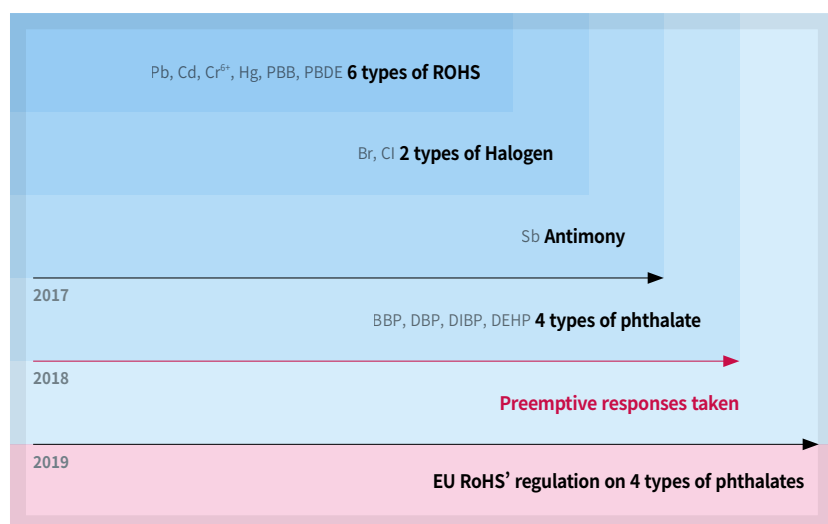 Pb, Cd, Cr⁶⁺, Hg, PBB, PBDE 6 types of ROHS
Br, Cl 2 types of Halogen
Sb Antimony
2017
BBP, DBP, DIBP, DEHP 4 types of phthalate
2018
Preemptive responses taken
2019
EU RoHS’ regulation on 4 types of phthalates